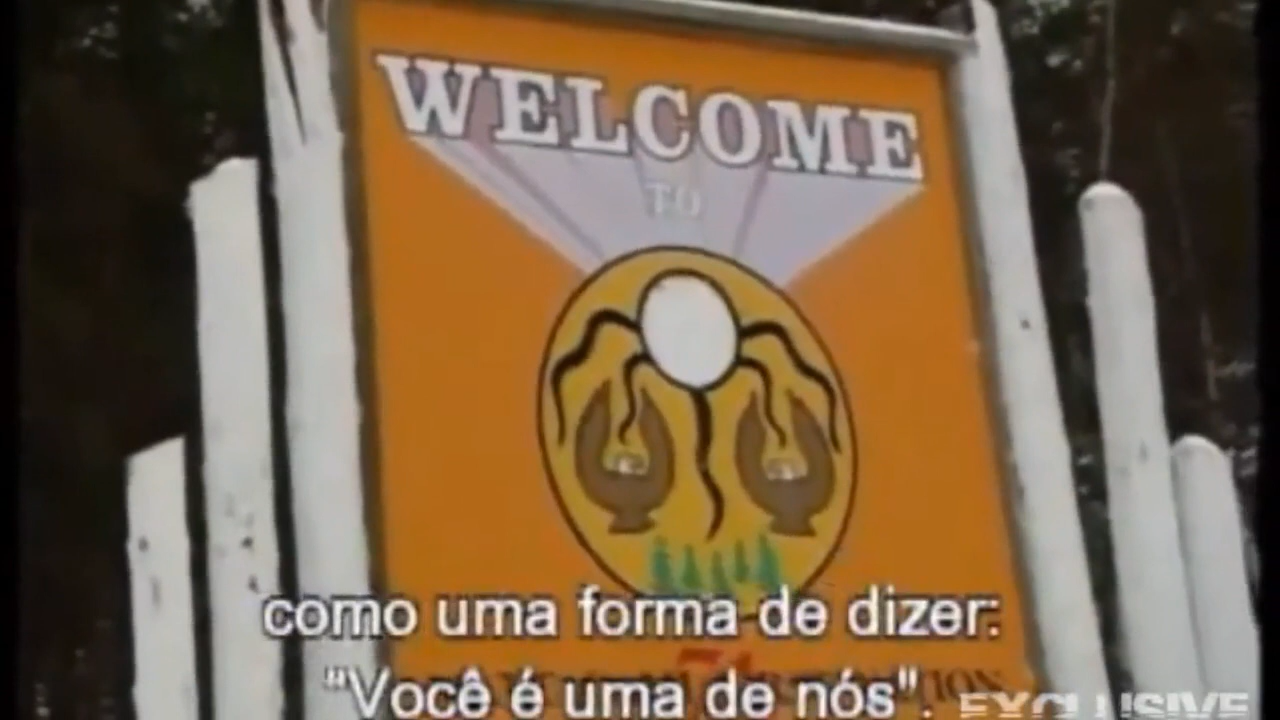 WELCOME
TO
como uma forma de dizer:
"Você é uma de nós".
EXCLUSIVE